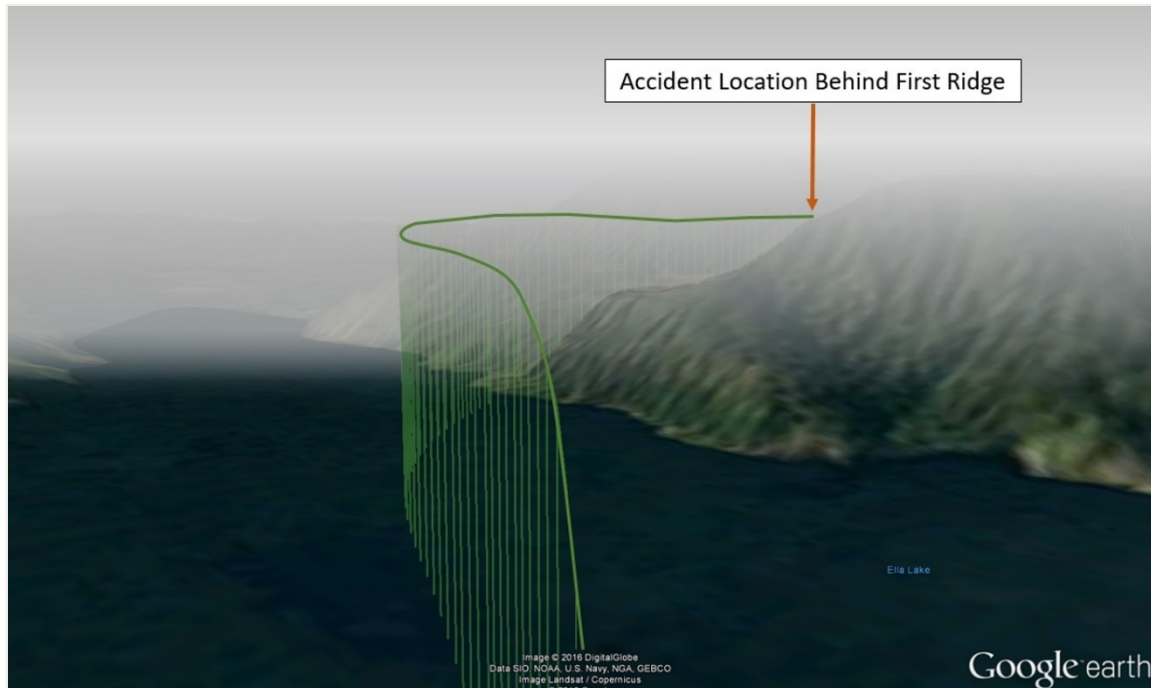 Accident Location Behind First Ridge
Ella Lake
Image © 2016 DigitalGlobe
Data SIO, NOAA, U.S. Navy, NGA, GEBCO
Image Landsat / Copernicus
Google earth